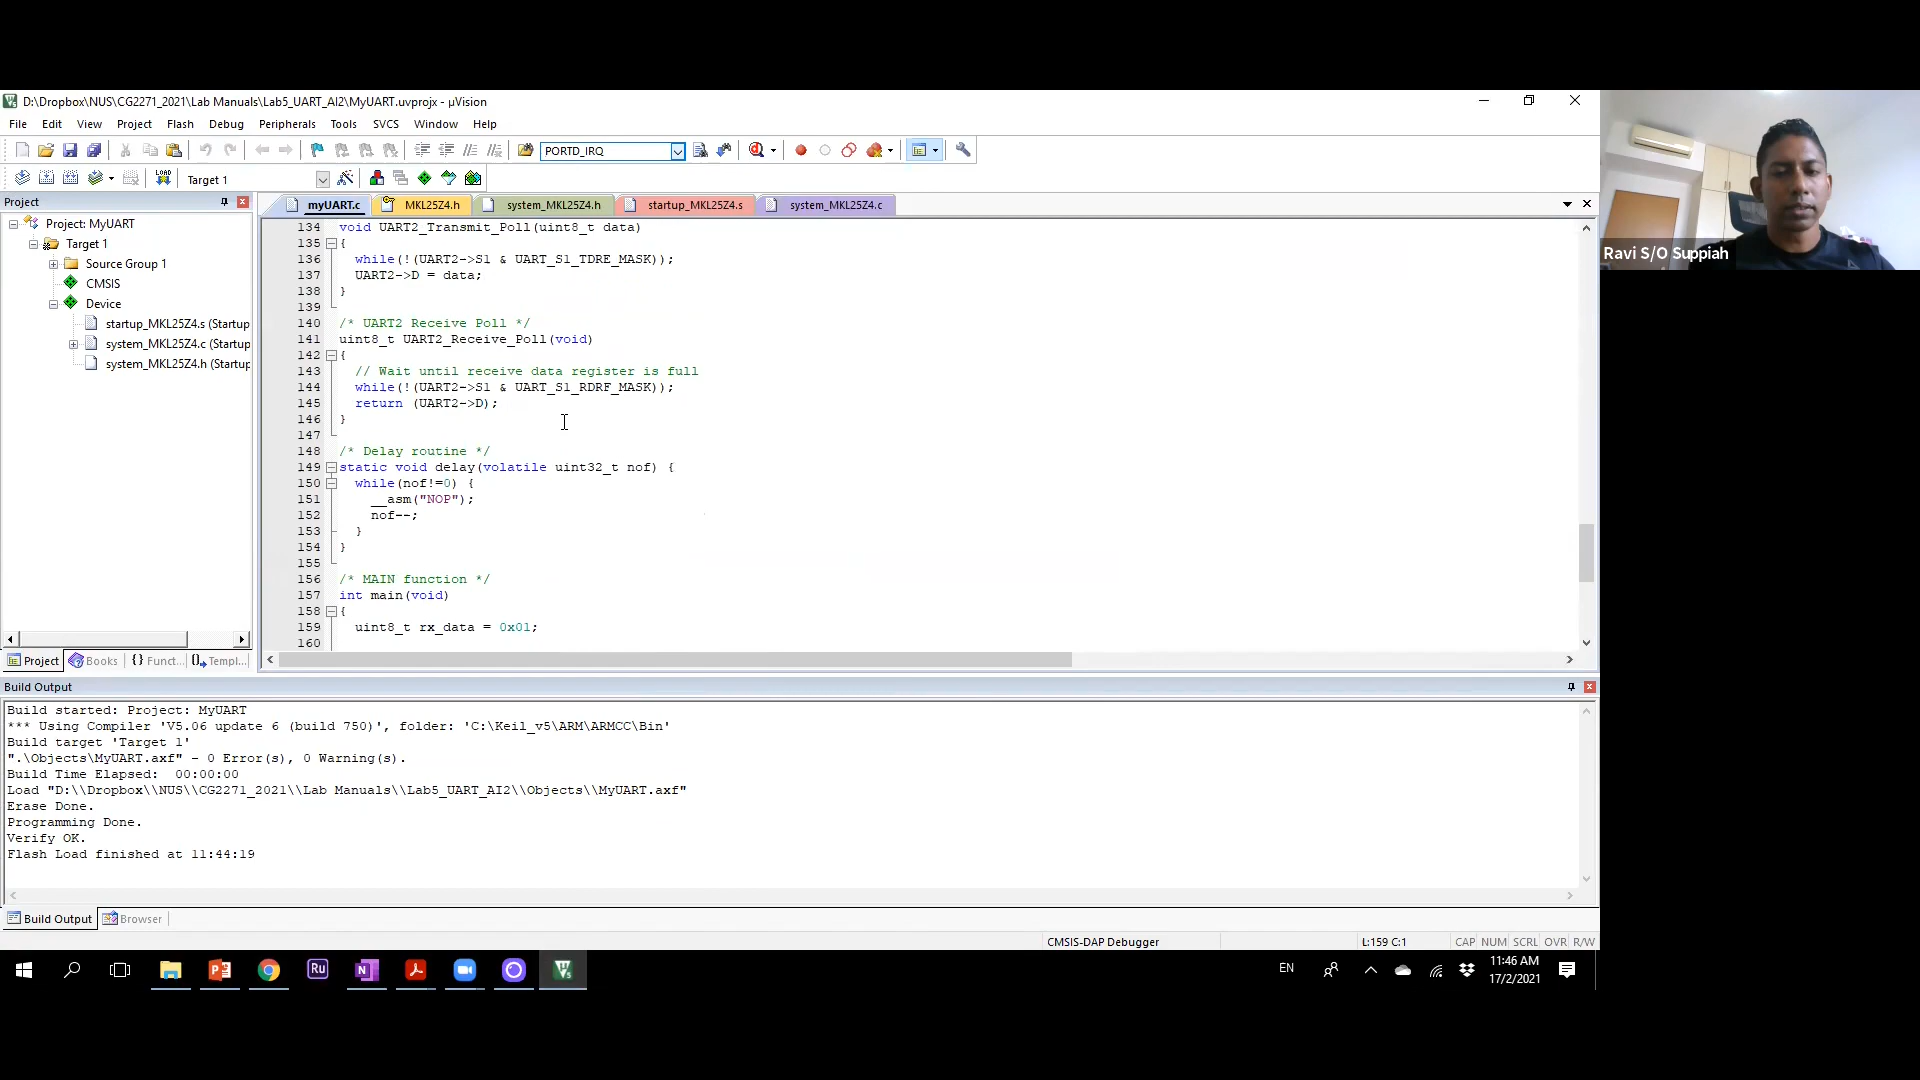 D:\Dropbox\NUS\CG2271_2021\Lab Manuals\Lab5_UART_AI2\MyUART.uvprojx - µVision
File Edit View Project Flash Debug Peripherals Tools SVCS Window Help
PORTD_IRQ
LOAD Target 1
Project
Project: MyUART
Target 1
Source Group 1
CMSIS
Device
startup_MKL25Z4.s (Startup
system_MKL25Z4.c (Startup
system_MKL25Z4.h (Startup
Project Books Funct... Templ...
myUART.c MKL25Z4.h system_MKL25Z4.h startup_MKL25Z4.s system_MKL25Z4.c
134 void UART2_Transmit_Poll(uint8_t data)
135 {
136 while(!(UART2->S1 & UART_S1_TDRE_MASK));
137 UART2->D = data;
138 }
139
140 /* UART2 Receive Poll */
141 uint8_t UART2_Receive_Poll(void)
142 {
143 // Wait until receive data register is full
144 while(!(UART2->S1 & UART_S1_RDRF_MASK));
145 return (UART2->D);
146 }
147
148 /* Delay routine */
149 static void delay(volatile uint32_t nof) {
150 while(nof!=0) {
151 __asm("NOP");
152 nof--;
153 }
154 }
155
156 /* MAIN function */
157 int main(void)
158 {
159 uint8_t rx_data = 0x01;
160
Build Output
Build started: Project: MyUART
*** Using Compiler 'V5.06 update 6 (build 750)', folder: 'C:\Keil_v5\ARM\ARMCC\Bin'
Build target 'Target 1'
".\Objects\MyUART.axf" - 0 Error(s), 0 Warning(s).
Build Time Elapsed: 00:00:00
Load "D:\\Dropbox\\NUS\\CG2271_2021\\Lab Manuals\\Lab5_UART_AI2\\Objects\\MyUART.axf"
Erase Done.
Programming Done.
Verify OK.
Flash Load finished at 11:44:19
Build Output Browser
CMSIS-DAP Debugger L:159 C:1 CAP NUM SCRL OVR R/W
EN
11:46 AM
17/2/2021
Ravi S/O Suppiah